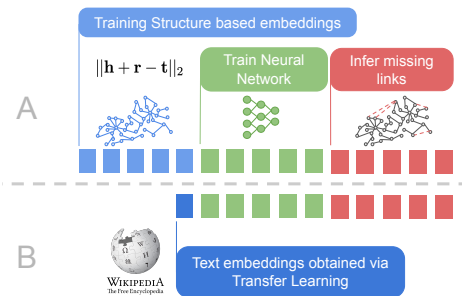 Training Structure based embeddings
||h + r − t||₂
Train Neural
Network
Infer missing
links
A
B
WIKIPEDIA
The Free Encyclopedia
Text embeddings obtained via
Transfer Learning